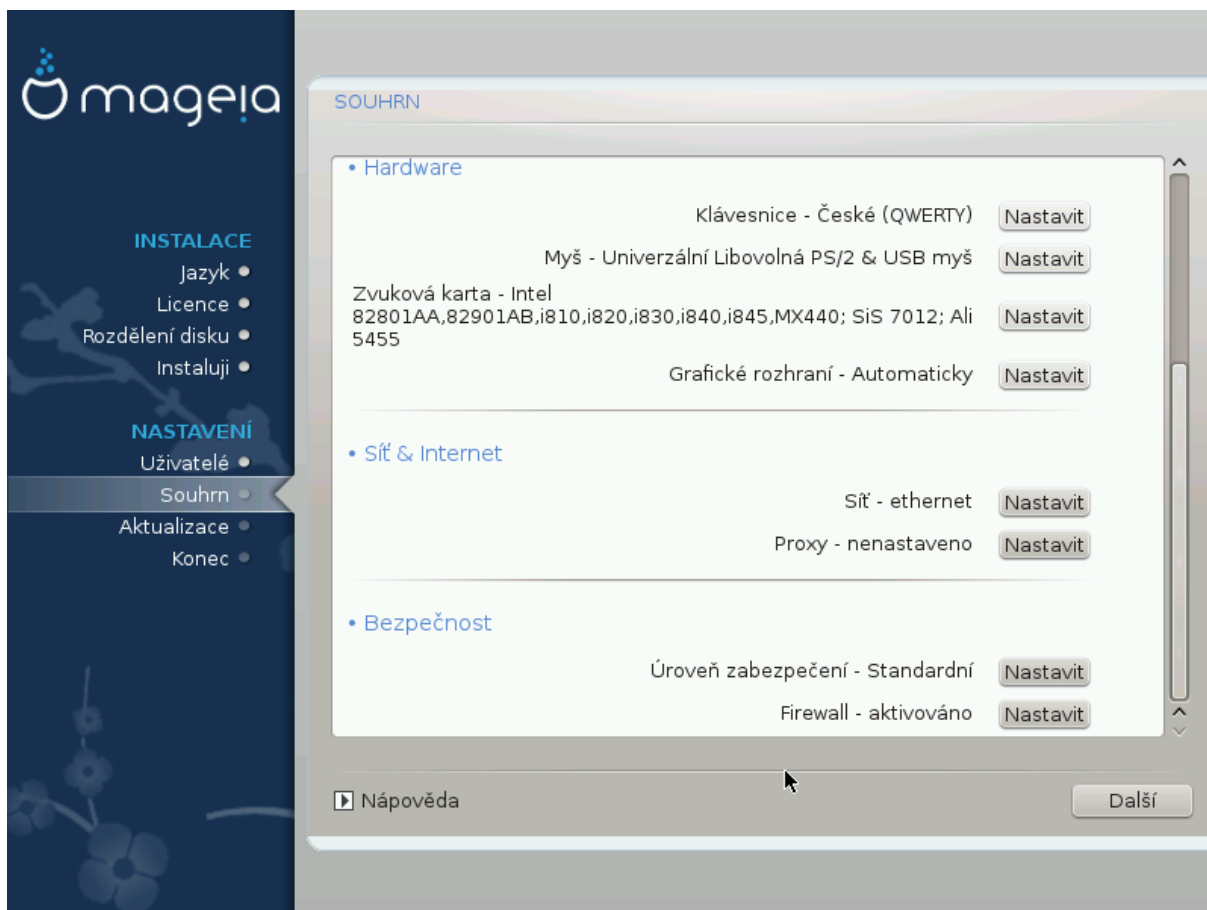 mageia
INSTALACE
Jazyk
Licence
Rozdělení disku
Instaluji
NASTAVENÍ
Uživatelé
Souhrn
Aktualizace
Konec
SOUHRN
• Hardware
Klávesnice - České (QWERTY) Nastavit
Myš - Univerzální Libovolná PS/2 & USB myš Nastavit
Zvuková karta - Intel
82801AA,82901AB,i810,i820,i830,i840,i845,MX440; SiS 7012; Ali Nastavit
5455
Grafické rozhraní - Automaticky Nastavit
• Síť & Internet
Síť - ethernet Nastavit
Proxy - nenastaveno Nastavit
• Bezpečnost
Úroveň zabezpečení - Standardní Nastavit
Firewall - aktivováno Nastavit
Nápověda
Další